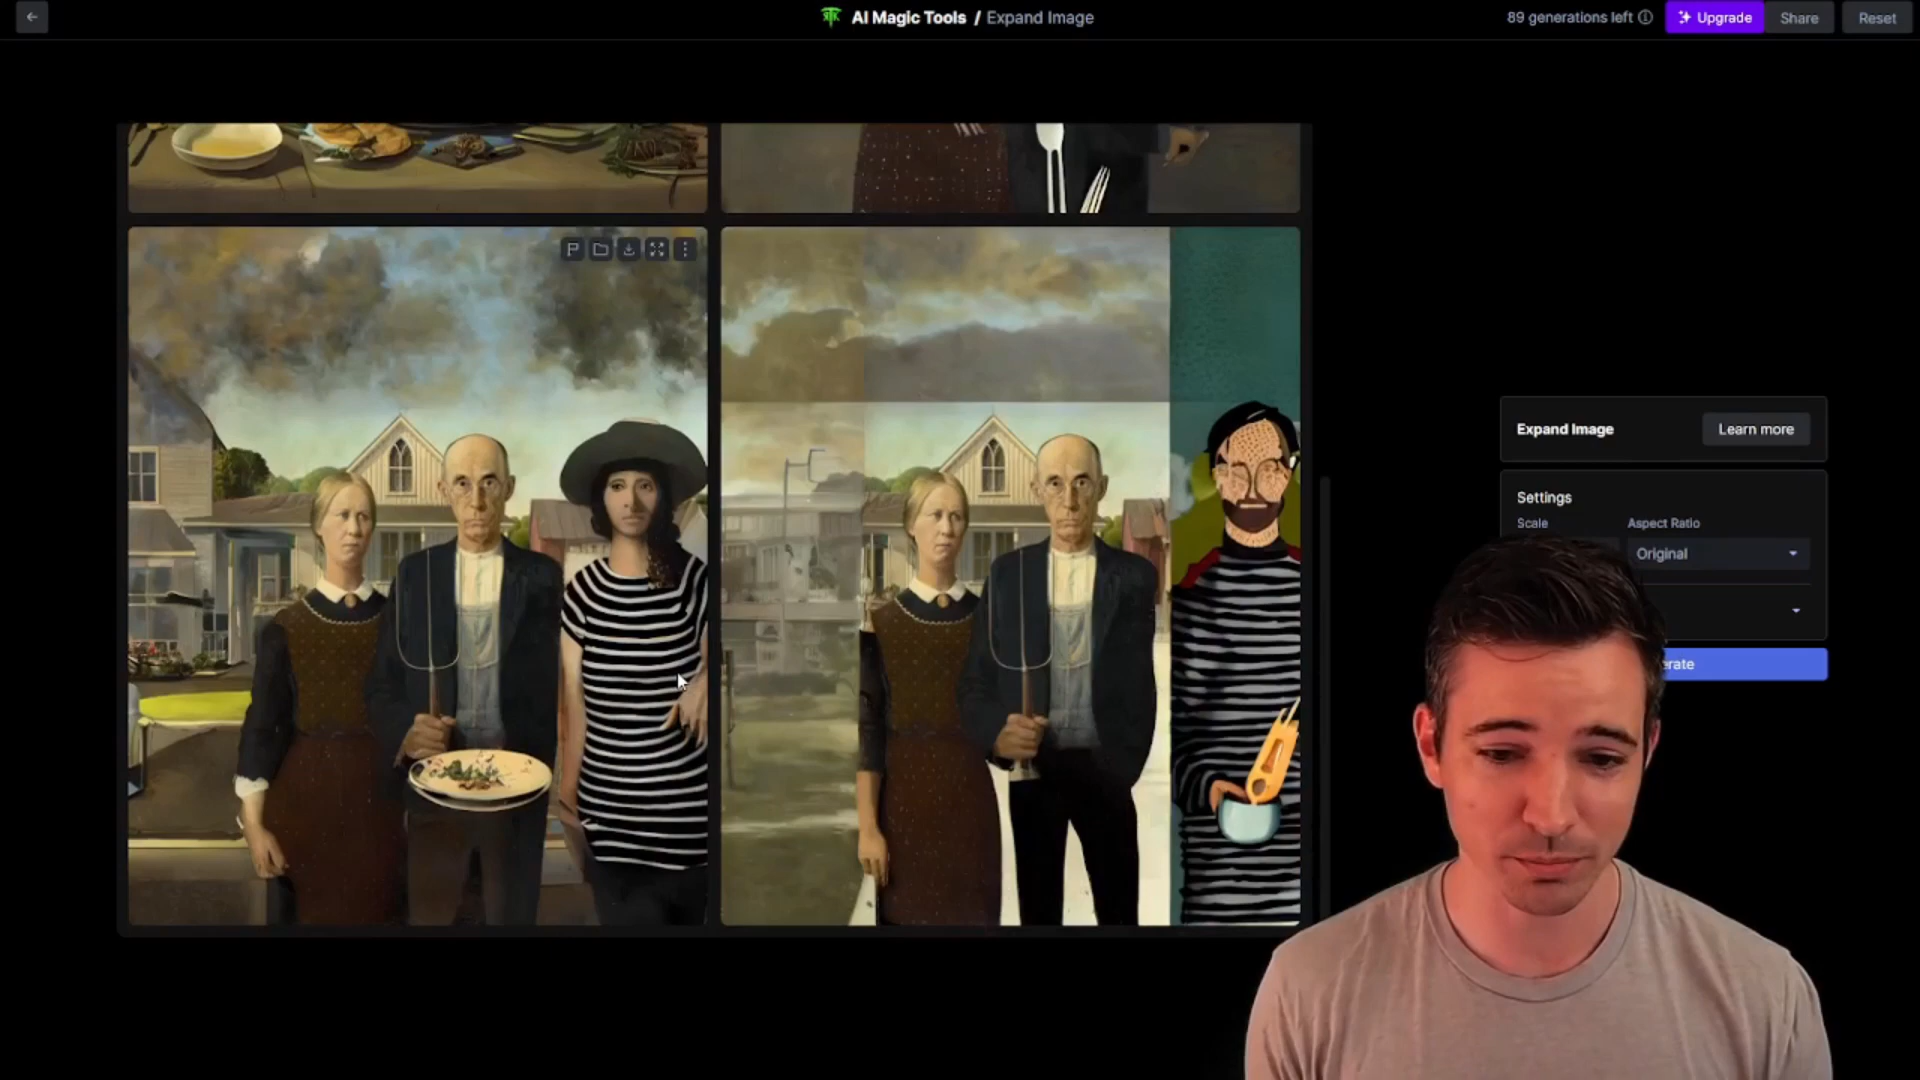 AI Magic Tools / Expand Image
89 generations left
Upgrade
Share
Reset
Expand Image
Learn more
Settings
Scale
Aspect Ratio
Original
erate